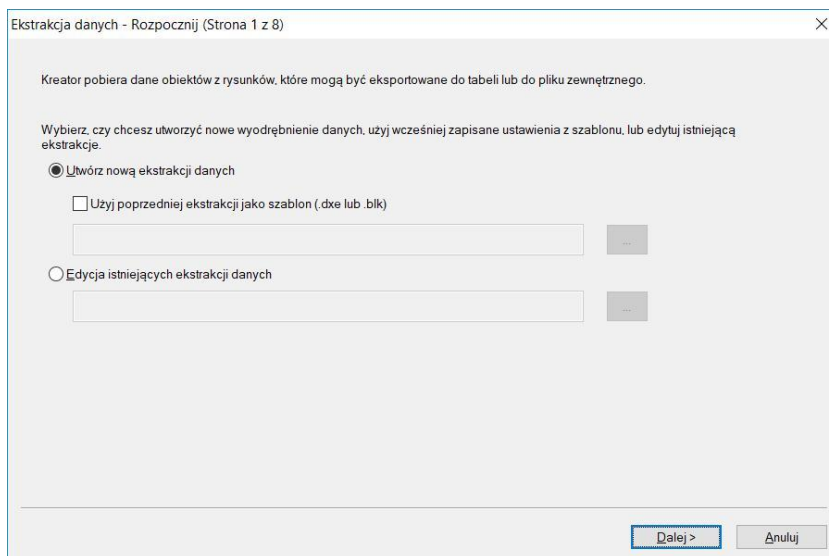 Ekstrakcja danych - Rozpocznij (Strona 1 z 8)
Kreator pobiera dane obiektów z rysunków, które mogą być eksportowane do tabeli lub do pliku zewnętrznego.
Wybierz, czy chcesz utworzyć nowe wyodrębnienie danych, użyj wcześniej zapisane ustawienia z szablonu, lub edytuj istniejącą
ekstrakcje.
Utwórz nową ekstrakcji danych
Użyj poprzedniej ekstrakcji jako szablon (.dxe lub .blk)
...
Edycja istniejących ekstrakcji danych
...
Dalej > Anuluj